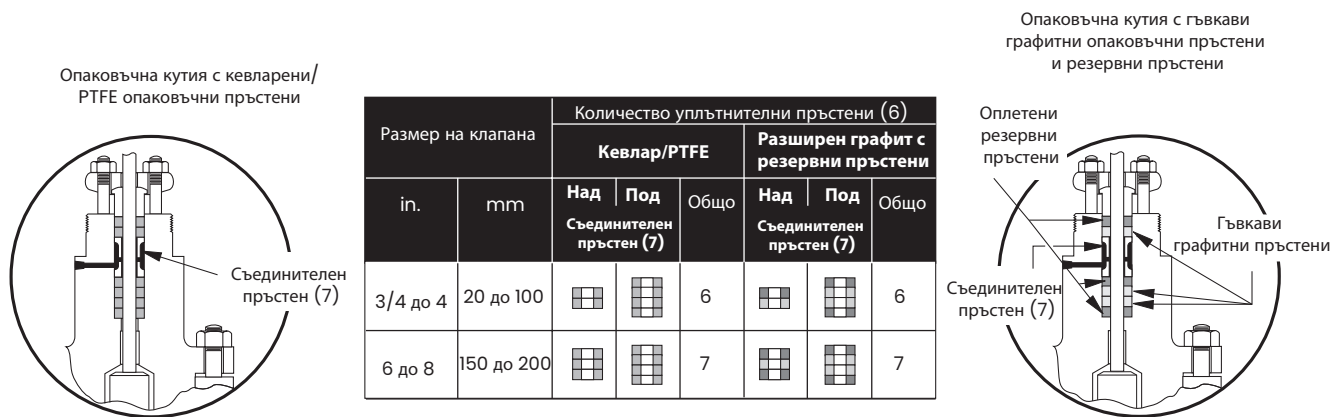 Опаковъчна кутия с кевларени/
PTFE опаковъчни пръстени
Съединителен
пръстен (7)
Размер на клапана
Количество уплътнителни пръстени (6)
Кевлар/PTFE
Разширен графит с
резервни пръстени
in.
mm
Над
Под
Общо
Над
Под
Общо
Съединителен
пръстен (7)
Съединителен
пръстен (7)
3/4 до 4
20 до 100
6
6
6 до 8
150 до 200
7
7
Опаковъчна кутия с гъвкави
графитни опаковъчни пръстени
и резервни пръстени
Оплетени
резервни
пръстени
Гъвкави
графитни пръстени
Съединителен
пръстен (7)